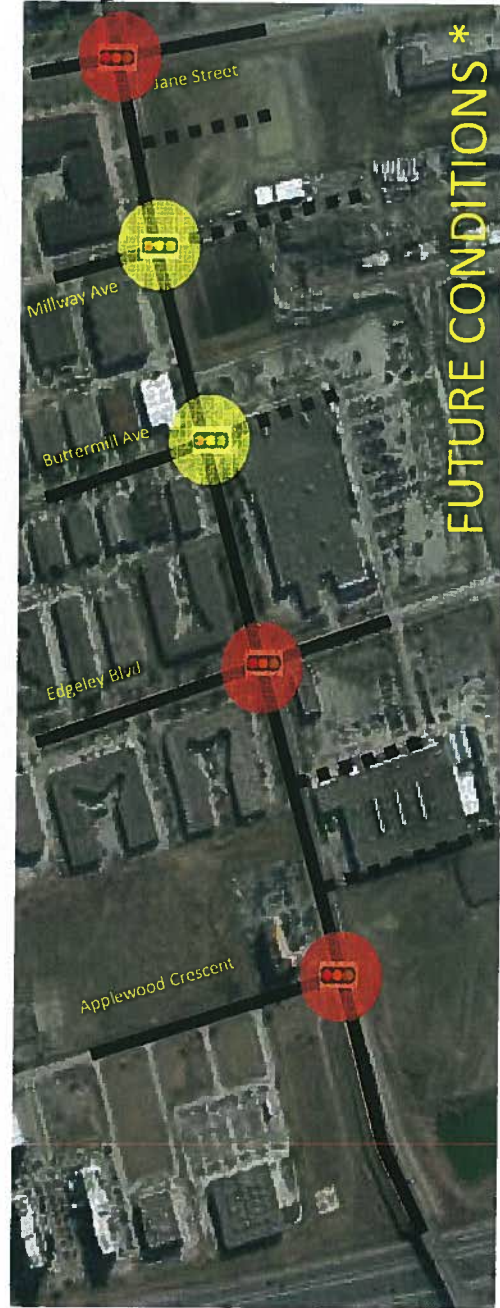 Jane Street
Millway Ave
Buttermill Ave
Edgeley Blvd
Applewood Crescent
FUTURE CONDITIONS *